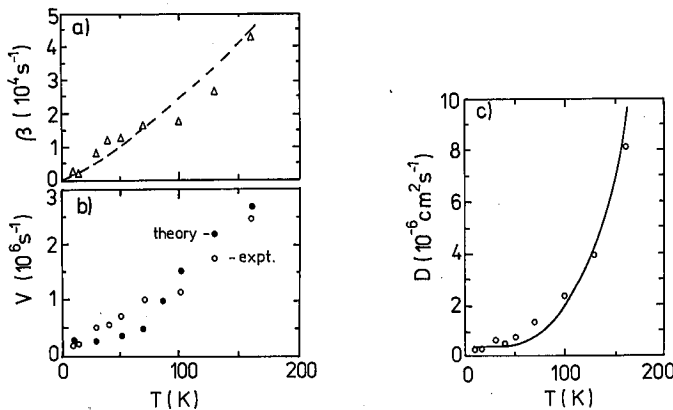 a)
5
4
3
2
1
0
β (10⁴s⁻¹)
b)
3
2
1
0
V (10⁶s⁻¹)
theory - •
○ - expt.
0 100 200
T (K)
c)
10
8
6
4
2
0
D (10⁻⁶cm²s⁻¹)
0 100 200
T (K)